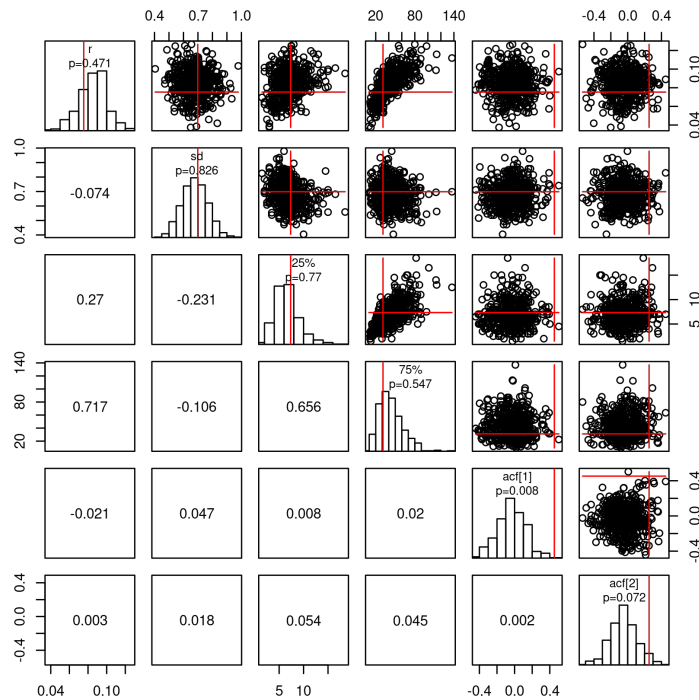 0.4 0.7 1.0
20 60 100 140
-0.4 0.0 0.4
r
p=0.471
0.04 0.10
0.4 0.7 1.0
-0.074
sd
p=0.826
0.27
-0.231
25%
p=0.77
5 10
20 80 140
0.717
-0.106
0.656
75%
p=0.547
-0.021
0.047
0.008
0.02
acf[1]
p=0.008
-0.4 0.0 0.4
-0.4 0.0 0.4
0.003
0.018
0.054
0.045
0.002
acf[2]
p=0.072
0.04 0.10
5 10
-0.4 0.0 0.4